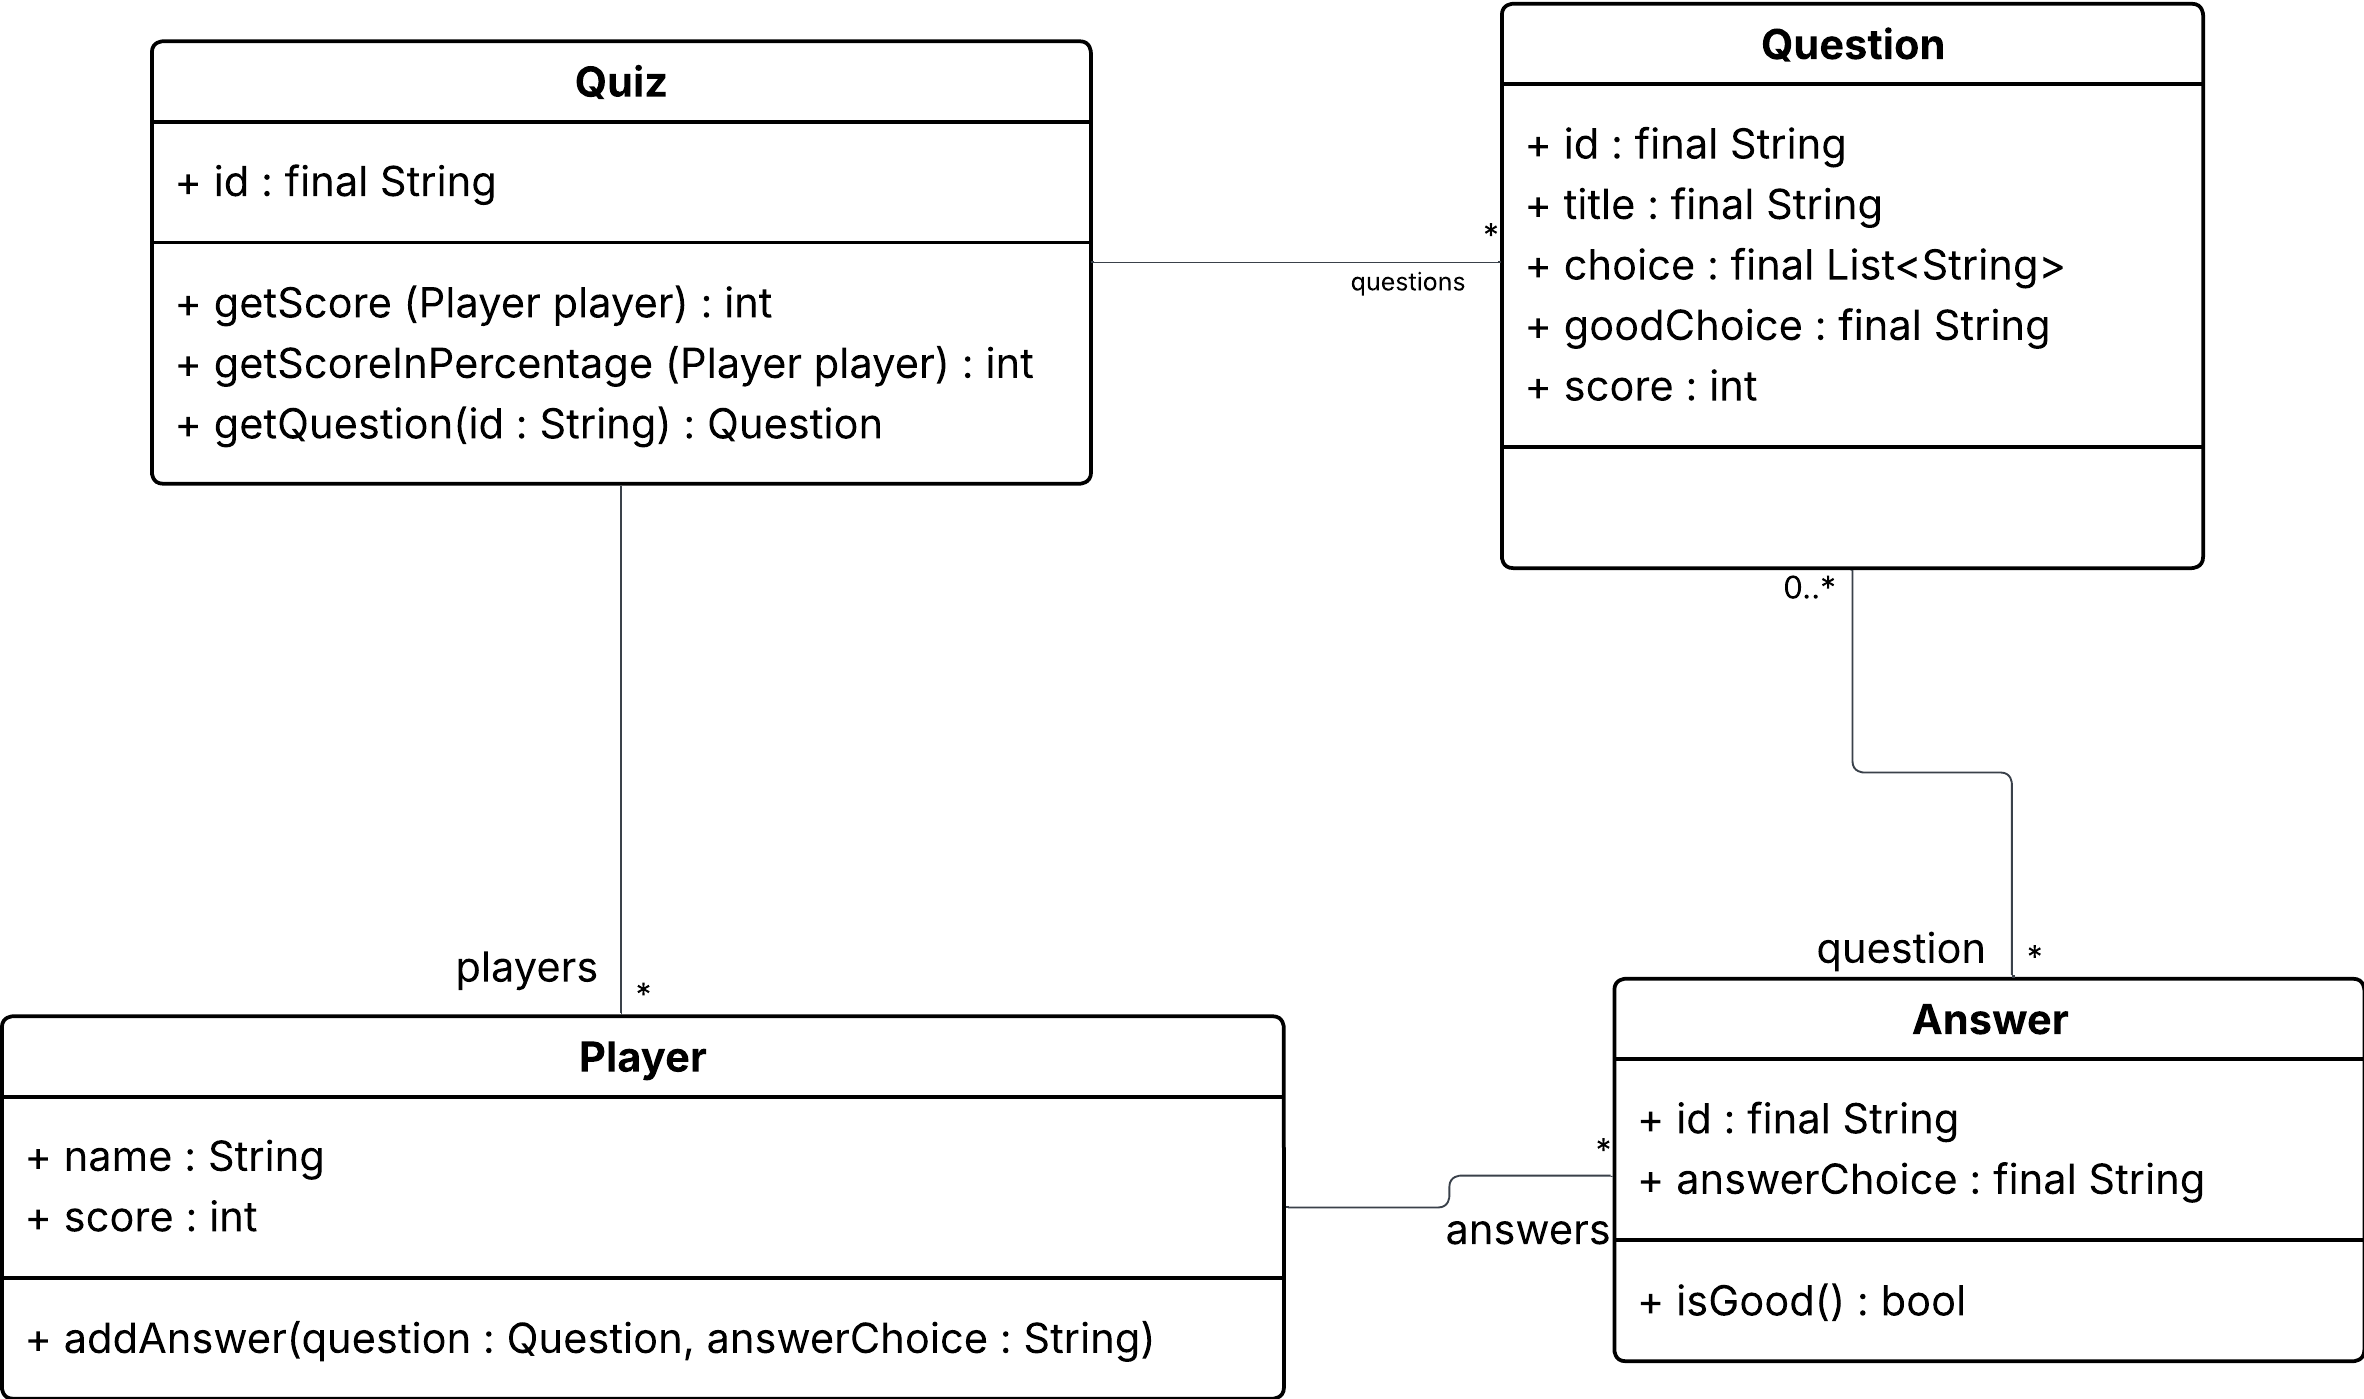 Quiz
+ id : final String
+ getScore (Player player) : int
+ getScoreInPercentage (Player player) : int
+ getQuestion(id : String) : Question
*
questions
Question
+ id : final String
+ title : final String
+ choice : final List<String>
+ goodChoice : final String
+ score : int
0..*
players
*
Player
+ name : String
+ score : int
+ addAnswer(question : Question, answerChoice : String)
*
answers
question
*
Answer
+ id : final String
+ answerChoice : final String
+ isGood() : bool